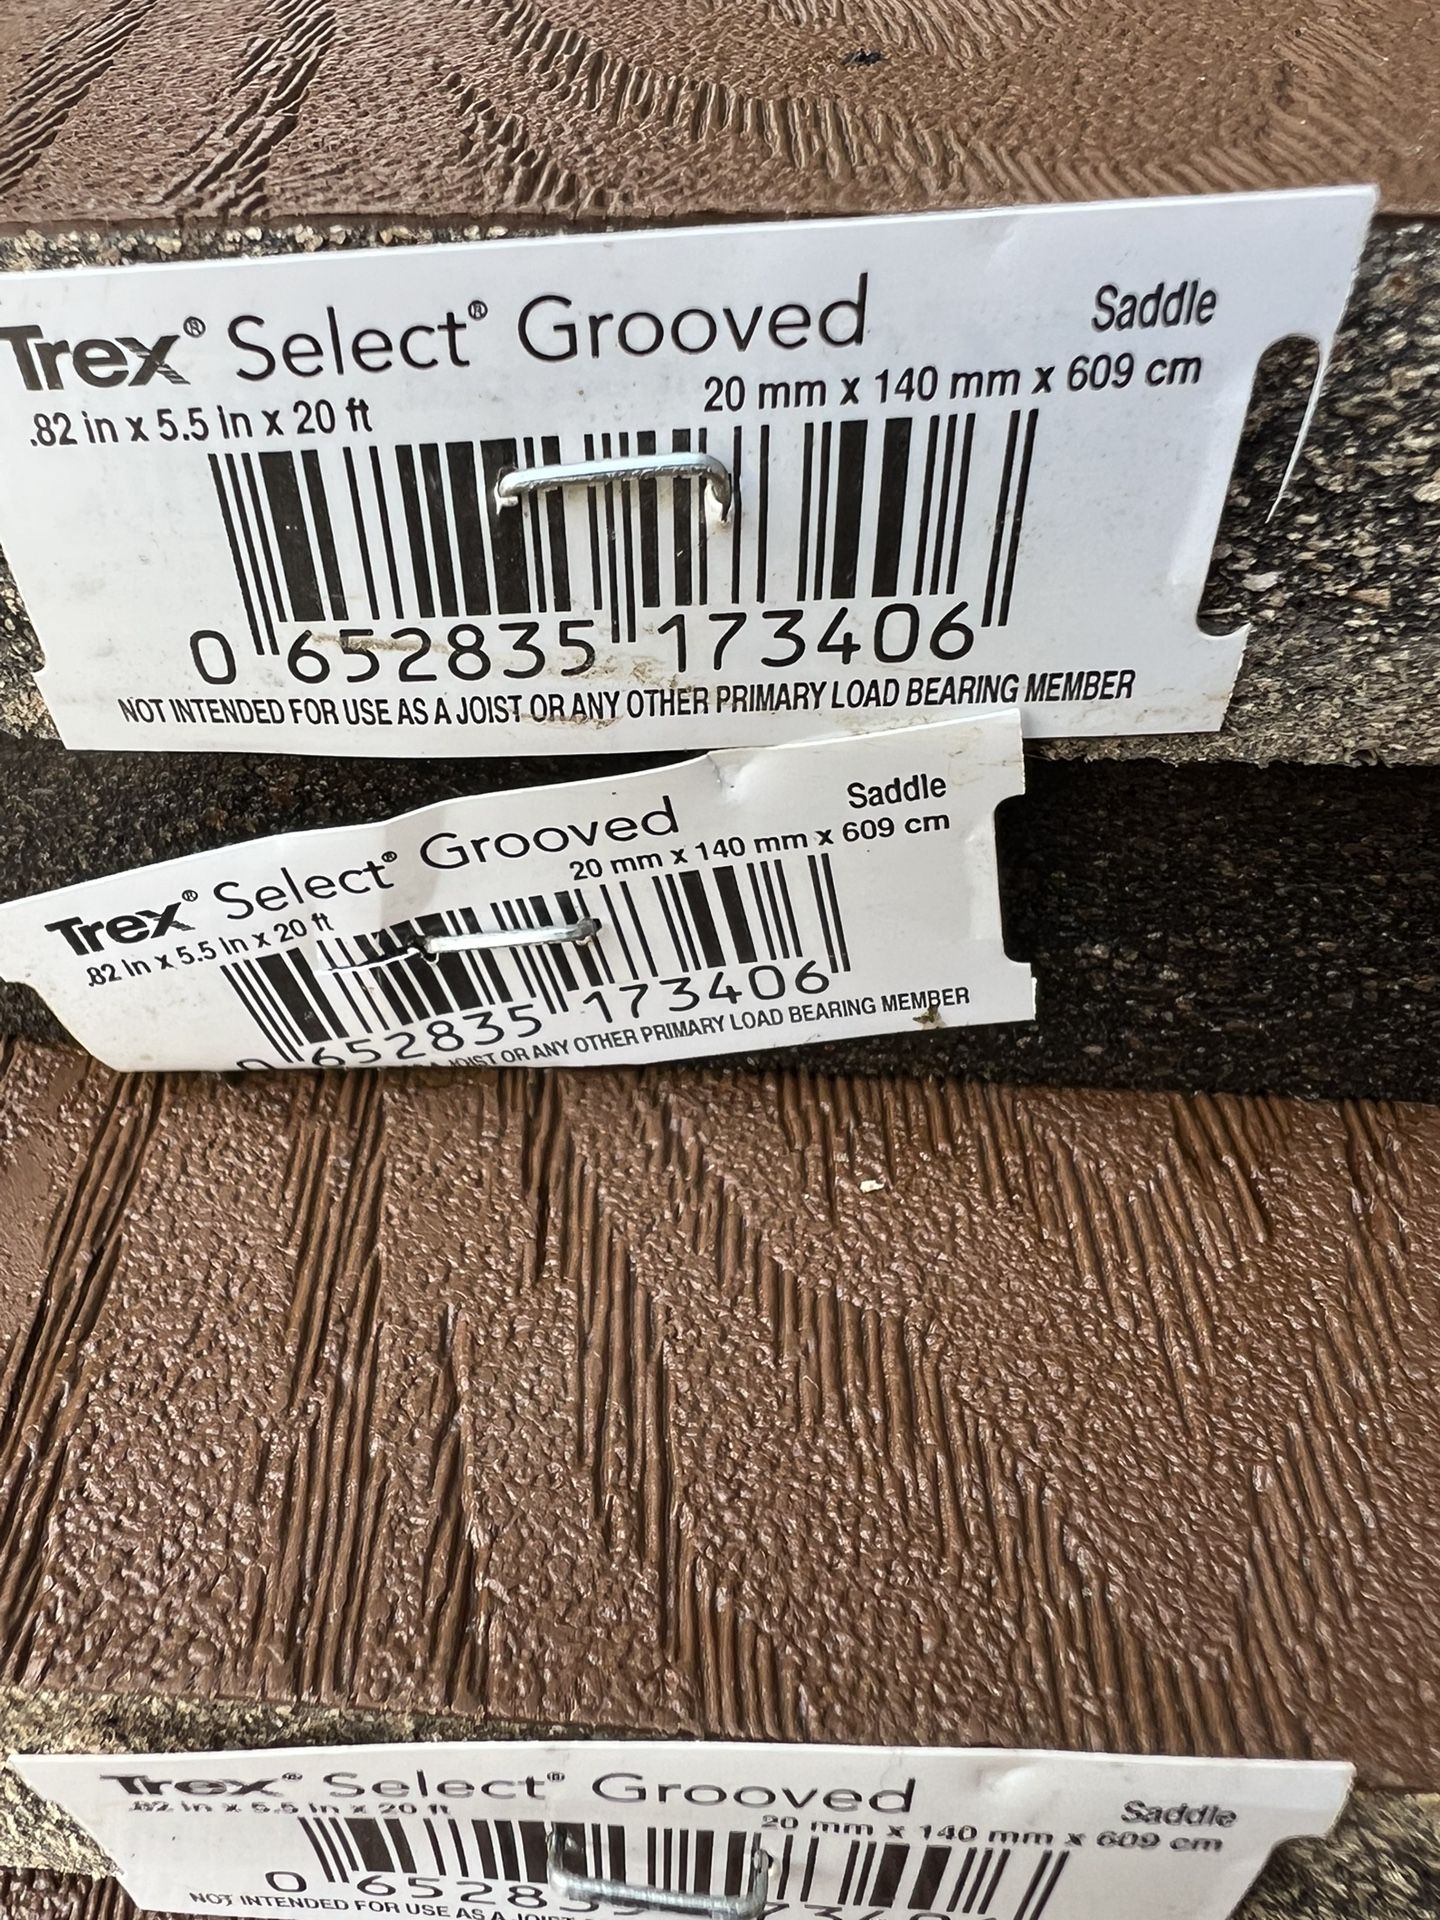 Trex® Select® Grooved Saddle
.82 in x 5.5 in x 20 ft 20 mm x 140 mm x 609 cm
0 652835 173406
NOT INTENDED FOR USE AS A JOIST OR ANY OTHER PRIMARY LOAD BEARING MEMBER
Trex® Select® Grooved Saddle
.82 in x 5.5 in x 20 ft 20 mm x 140 mm x 609 cm
0 652835 173406
A JOIST OR ANY OTHER PRIMARY LOAD BEARING MEMBER
Trex® Select® Grooved Saddle
.82 in x 5.5 in x 20 ft 20 mm x 140 mm x 609 cm
0 652835 173406
NOT INTENDED FOR USE AS A JOIST